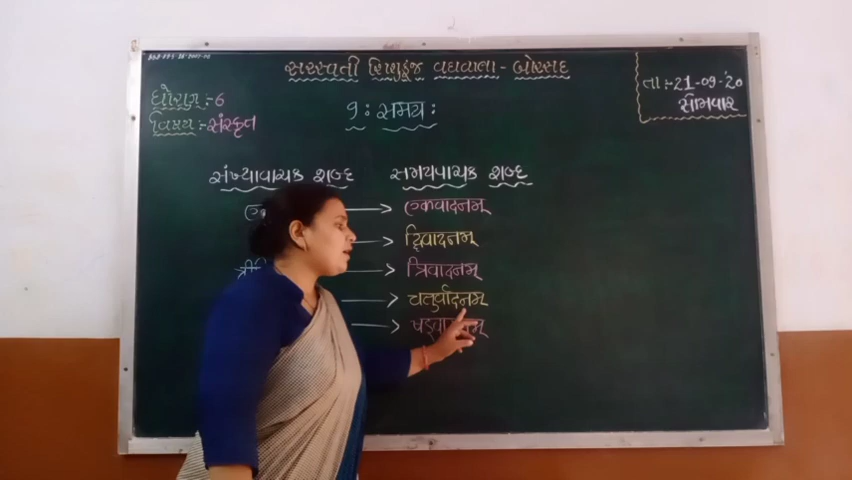 સરસ્વતી શિશુકુંજ વઘવાલા - બોરસદ
તા :- 21-09-'20
સોમવાર
ધોરણ :- 6
વિષય :- સંસ્કૃત
૧ : સમય :
સંખ્યાવાચક શબ્દ
સમયવાચક શબ્દ
एकवादनम्
द्विवादनम्
त्रिवादनम्
चतुर्वादनम्